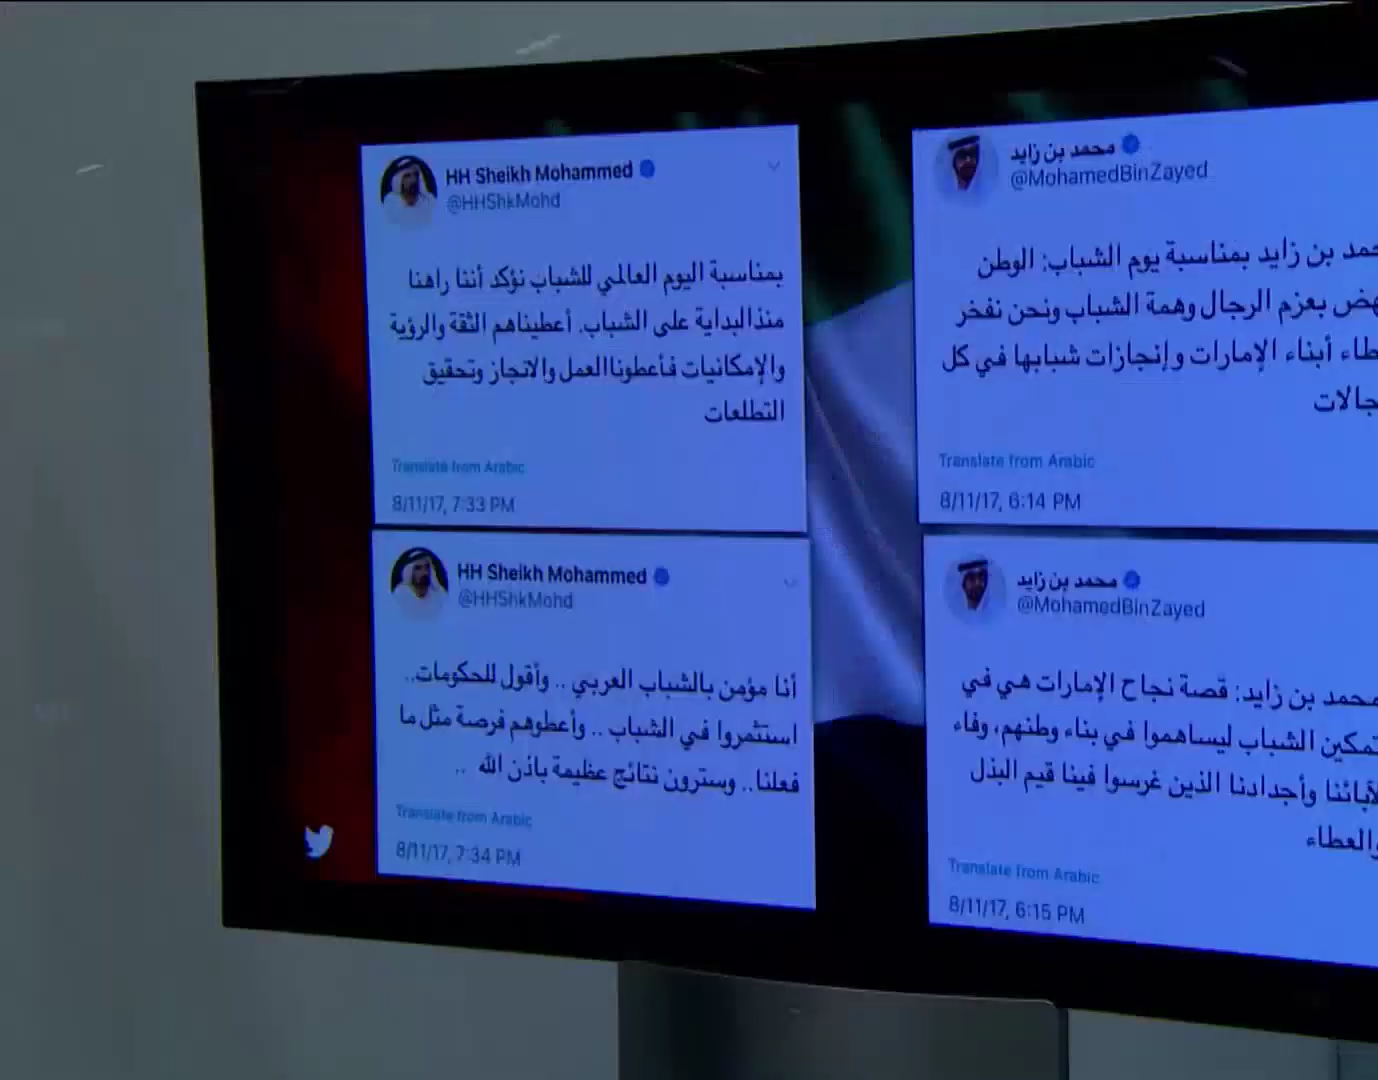 HH Sheikh Mohammed
@HHShkMohd
بمناسبة اليوم العالمي للشباب نؤكد أننا راهنا
منذالبداية على الشباب. أعطيناهم الثقة والرؤية
والإمكانيات فأعطوناالعمل والانجاز وتحقيق
التطلعات
Translate from Arabic
8/11/17, 7:33 PM
HH Sheikh Mohammed
@HHShkMohd
أنا مؤمن بالشباب العربي .. وأقول للحكومات..
استثمروا في الشباب .. وأعطوهم فرصة مثل ما
فعلنا.. وسترون نتائج عظيمة باذن الله ..
Translate from Arabic
8/11/17, 7:34 PM
محمد بن زايد
@MohamedBinZayed
بن زايد بمناسبة يوم الشباب: الوطن
بعزم الرجال وهمة الشباب ونحن نفخر
أبناء الإمارات وإنجازات شبابها في كل
Translate from Arabic
8/11/17, 6:14 PM
محمد بن زايد
@MohamedBinZayed
محمد بن زايد: قصة نجاح الإمارات هي في
تمكين الشباب ليساهموا في بناء وطنهم، وفاء
لآبائنا وأجدادنا الذين غرسوا فينا قيم البذل
والعطاء
Translate from Arabic
8/11/17, 6:15 PM